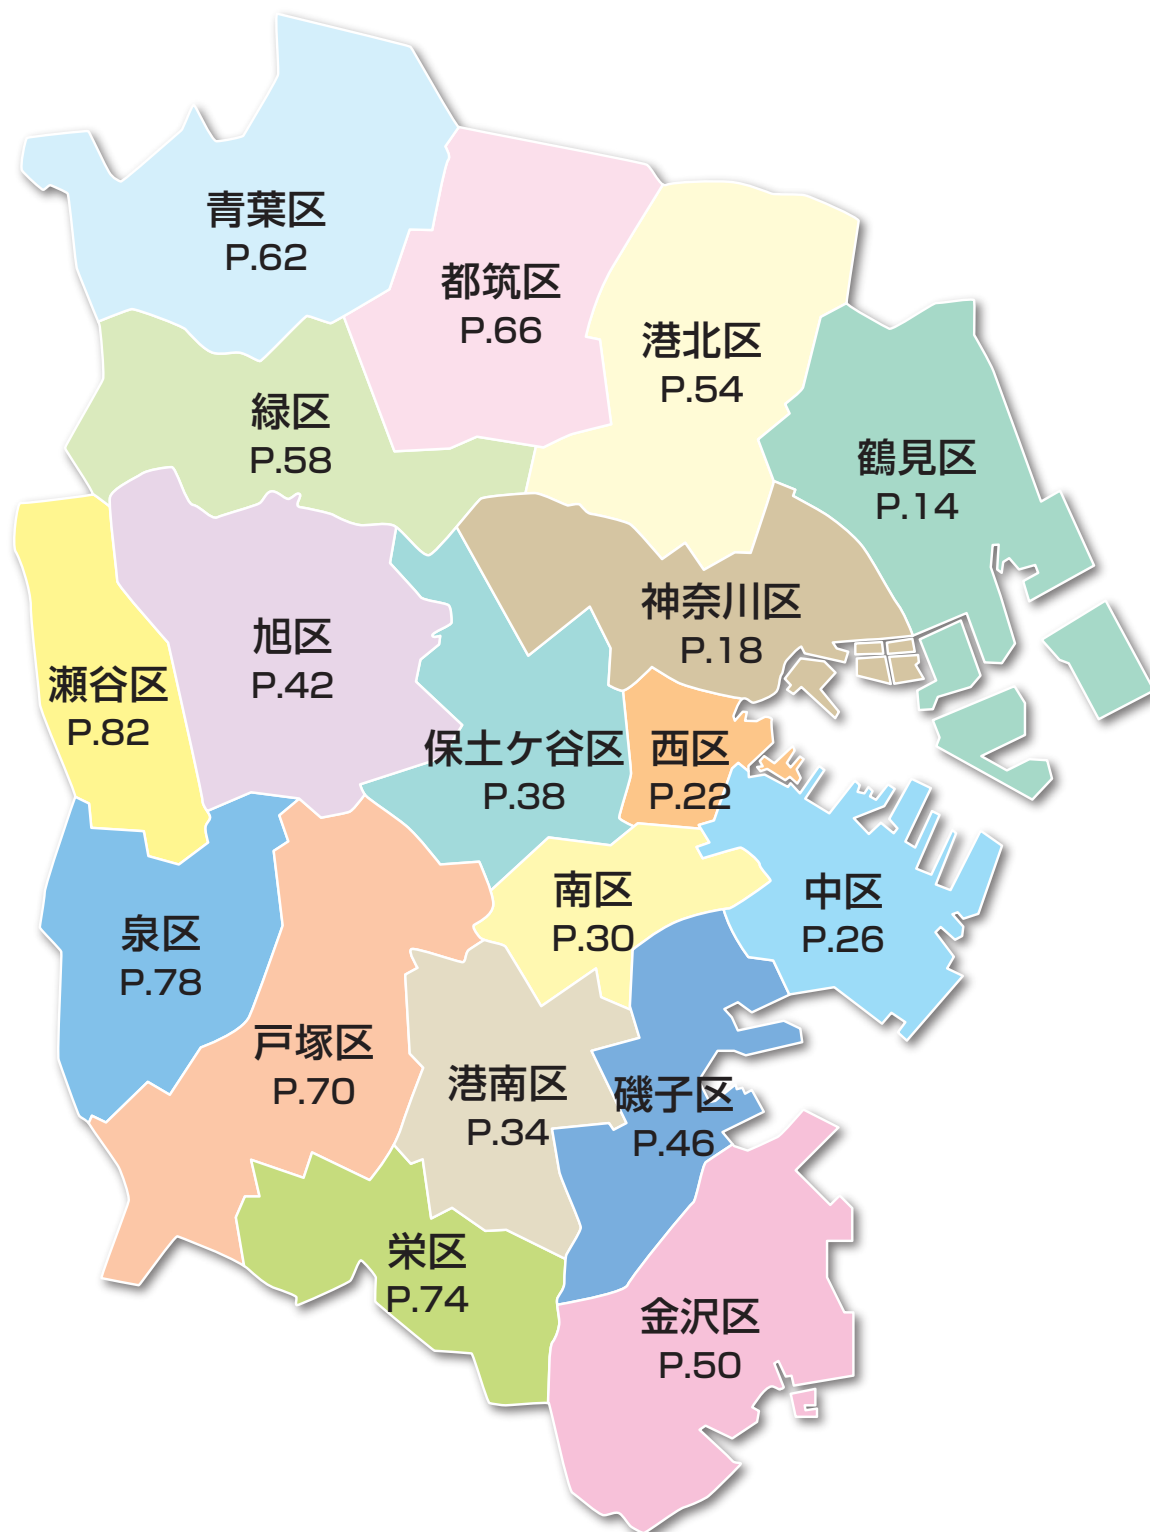 青葉区
P.62
都筑区
P.66
港北区
P.54
緑区
P.58
鶴見区
P.14
神奈川区
P.18
旭区
P.42
瀬谷区
P.82
保土ケ谷区
P.38
西区
P.22
南区
P.30
中区
P.26
泉区
P.78
戸塚区
P.70
港南区
P.34
磯子区
P.46
栄区
P.74
金沢区
P.50